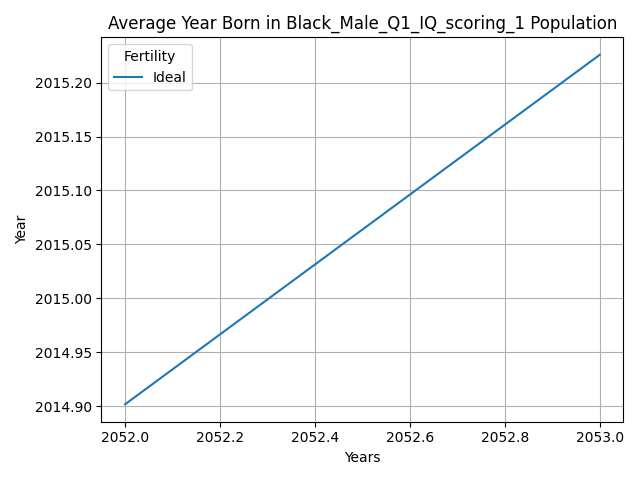 Average Year Born in Black_Male_Q1_IQ_scoring_1 Population
Fertility
Ideal
2015.20
2015.15
2015.10
2015.05
2015.00
2014.95
2014.90
Year
2052.0 2052.2 2052.4 2052.6 2052.8 2053.0
Years